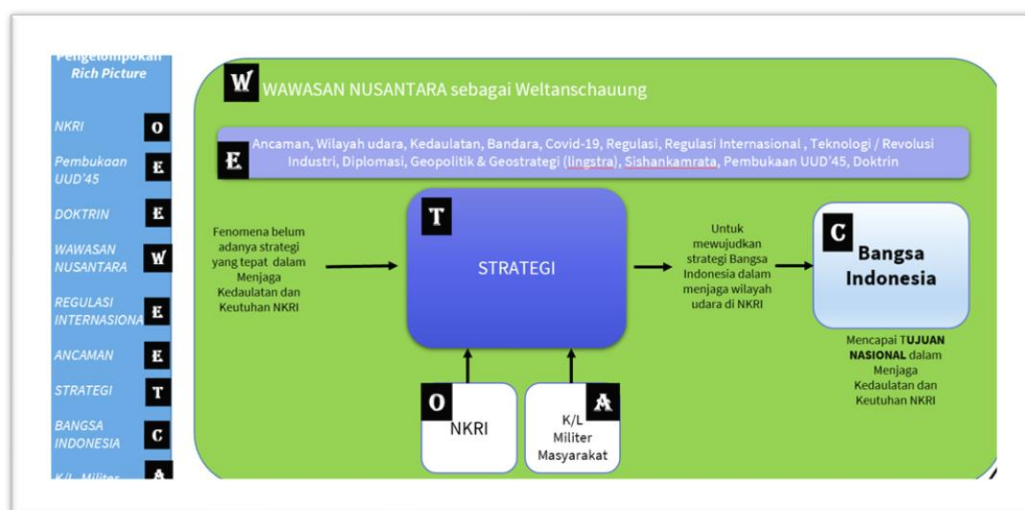 Pengelompokan
Rich Picture
NKRI
O
Pembukaan
UUD'45
E
DOKTRIN
E
WAWASAN
NUSANTARA
W
REGULASI
INTERNASIONA
E
ANCAMAN
E
STRATEGI
T
BANGSA
INDONESIA
C
K/L Militer
A
W
WAWASAN NUSANTARA sebagai Weltanschauung
E
Ancaman, Wilayah udara, Kedaulatan, Bandara, Covid-19, Regulasi, Regulasi Internasional , Teknologi / Revolusi
Industri, Diplomasi, Geopolitik & Geostrategi (lingstra), Sishankamrata, Pembukaan UUD'45, Doktrin
Fenomena belum
adanya strategi
yang tepat dalam
Menjaga
Kedaulatan dan
Keutuhan NKRI
T
STRATEGI
Untuk
mewujudkan
strategi Bangsa
Indonesia dalam
menjaga wilayah
udara di NKRI
C
Bangsa
Indonesia
Mencapai TUJUAN
NASIONAL dalam
Menjaga
Kedaulatan dan
Keutuhan NKRI
O
NKRI
A
K/L
Militer
Masyarakat